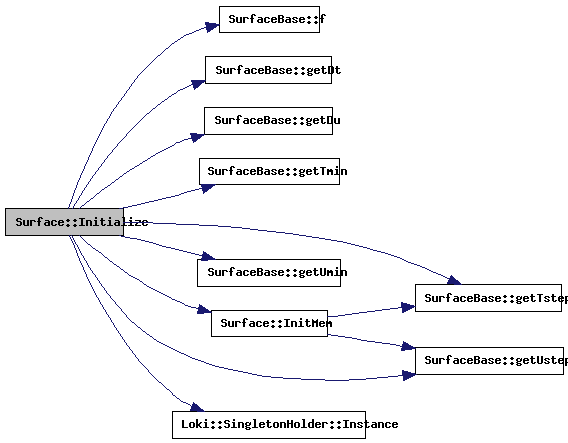 SurfaceBase::f
SurfaceBase::getDt
SurfaceBase::getDu
SurfaceBase::getTmin
Surface::Initialize
SurfaceBase::getUmin
SurfaceBase::getTstep
Surface::InitMem
SurfaceBase::getUstep
Loki::SingletonHolder::Instance